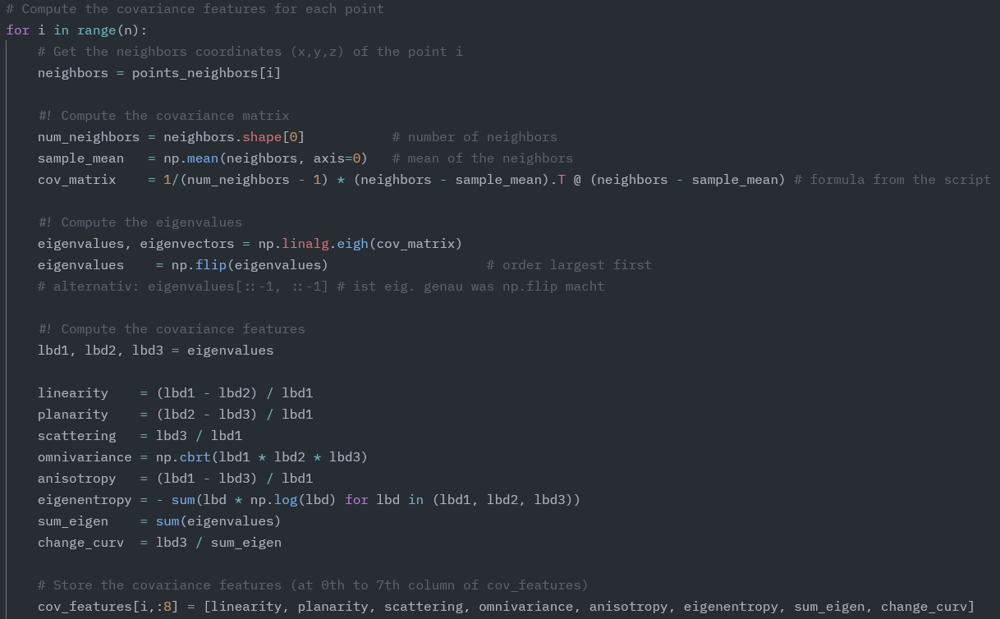 # Compute the covariance features for each point
for i in range(n):
    # Get the neighbors coordinates (x,y,z) of the point i
    neighbors = points_neighbors[i]

    #! Compute the covariance matrix
    num_neighbors = neighbors.shape[0]           # number of neighbors
    sample_mean   = np.mean(neighbors, axis=0)   # mean of the neighbors
    cov_matrix    = 1/(num_neighbors - 1) * (neighbors - sample_mean).T @ (neighbors - sample_mean) # formula from the script

    #! Compute the eigenvalues
    eigenvalues, eigenvectors = np.linalg.eigh(cov_matrix)
    eigenvalues    = np.flip(eigenvalues)                    # order largest first
    # alternativ: eigenvalues[::-1, ::-1] # ist eig. genau was np.flip macht

    #! Compute the covariance features
    lbd1, lbd2, lbd3 = eigenvalues

    linearity    = (lbd1 - lbd2) / lbd1
    planarity    = (lbd2 - lbd3) / lbd1
    scattering   = lbd3 / lbd1
    omnivariance = np.cbrt(lbd1 * lbd2 * lbd3)
    anisotropy   = (lbd1 - lbd3) / lbd1
    eigenentropy = - sum(lbd * np.log(lbd) for lbd in (lbd1, lbd2, lbd3))
    sum_eigen    = sum(eigenvalues)
    change_curv  = lbd3 / sum_eigen

    # Store the covariance features (at 0th to 7th column of cov_features)
    cov_features[i,:8] = [linearity, planarity, scattering, omnivariance, anisotropy, eigenentropy, sum_eigen, change_curv]